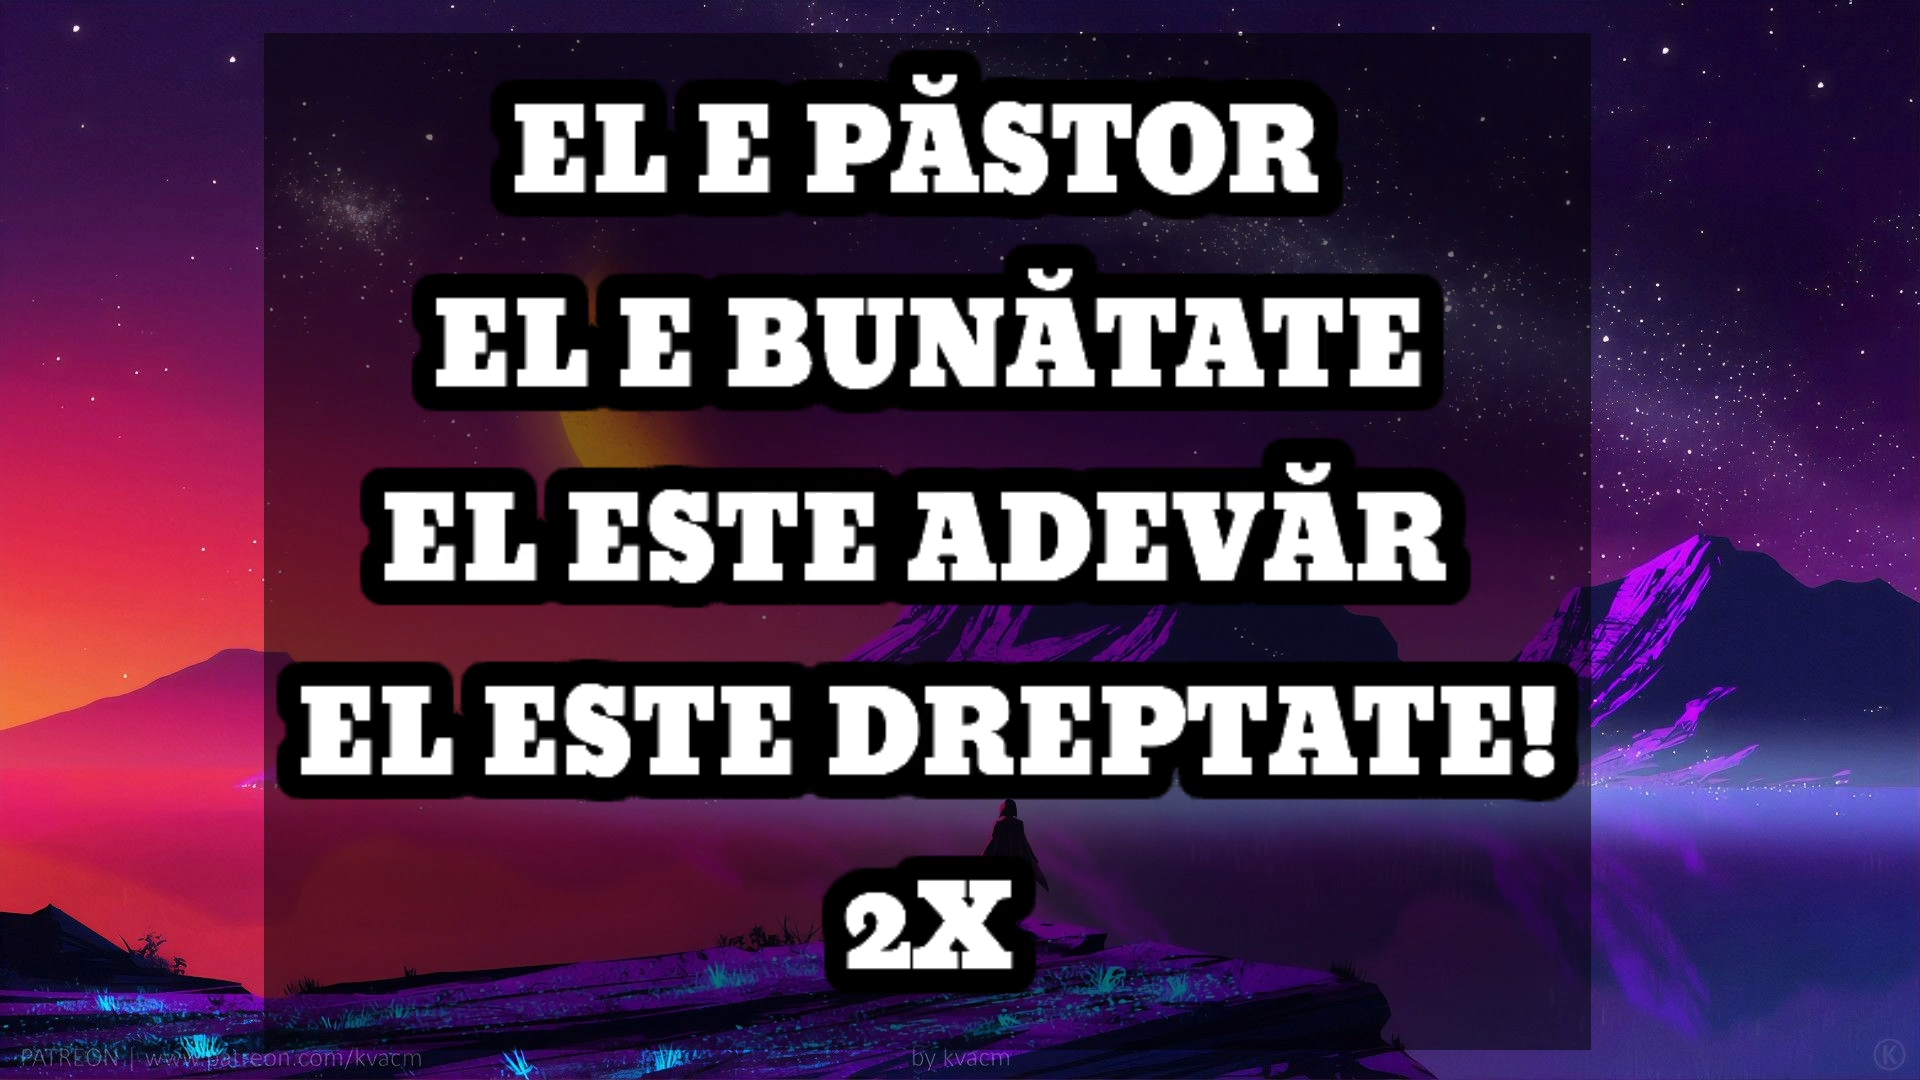 EL E PĂSTOR
EL E BUNĂTATE
EL ESTE ADEVĂR
EL ESTE DREPTATE!
2X
PATREON | www.patreon.com/kvacm
by kvacm
K